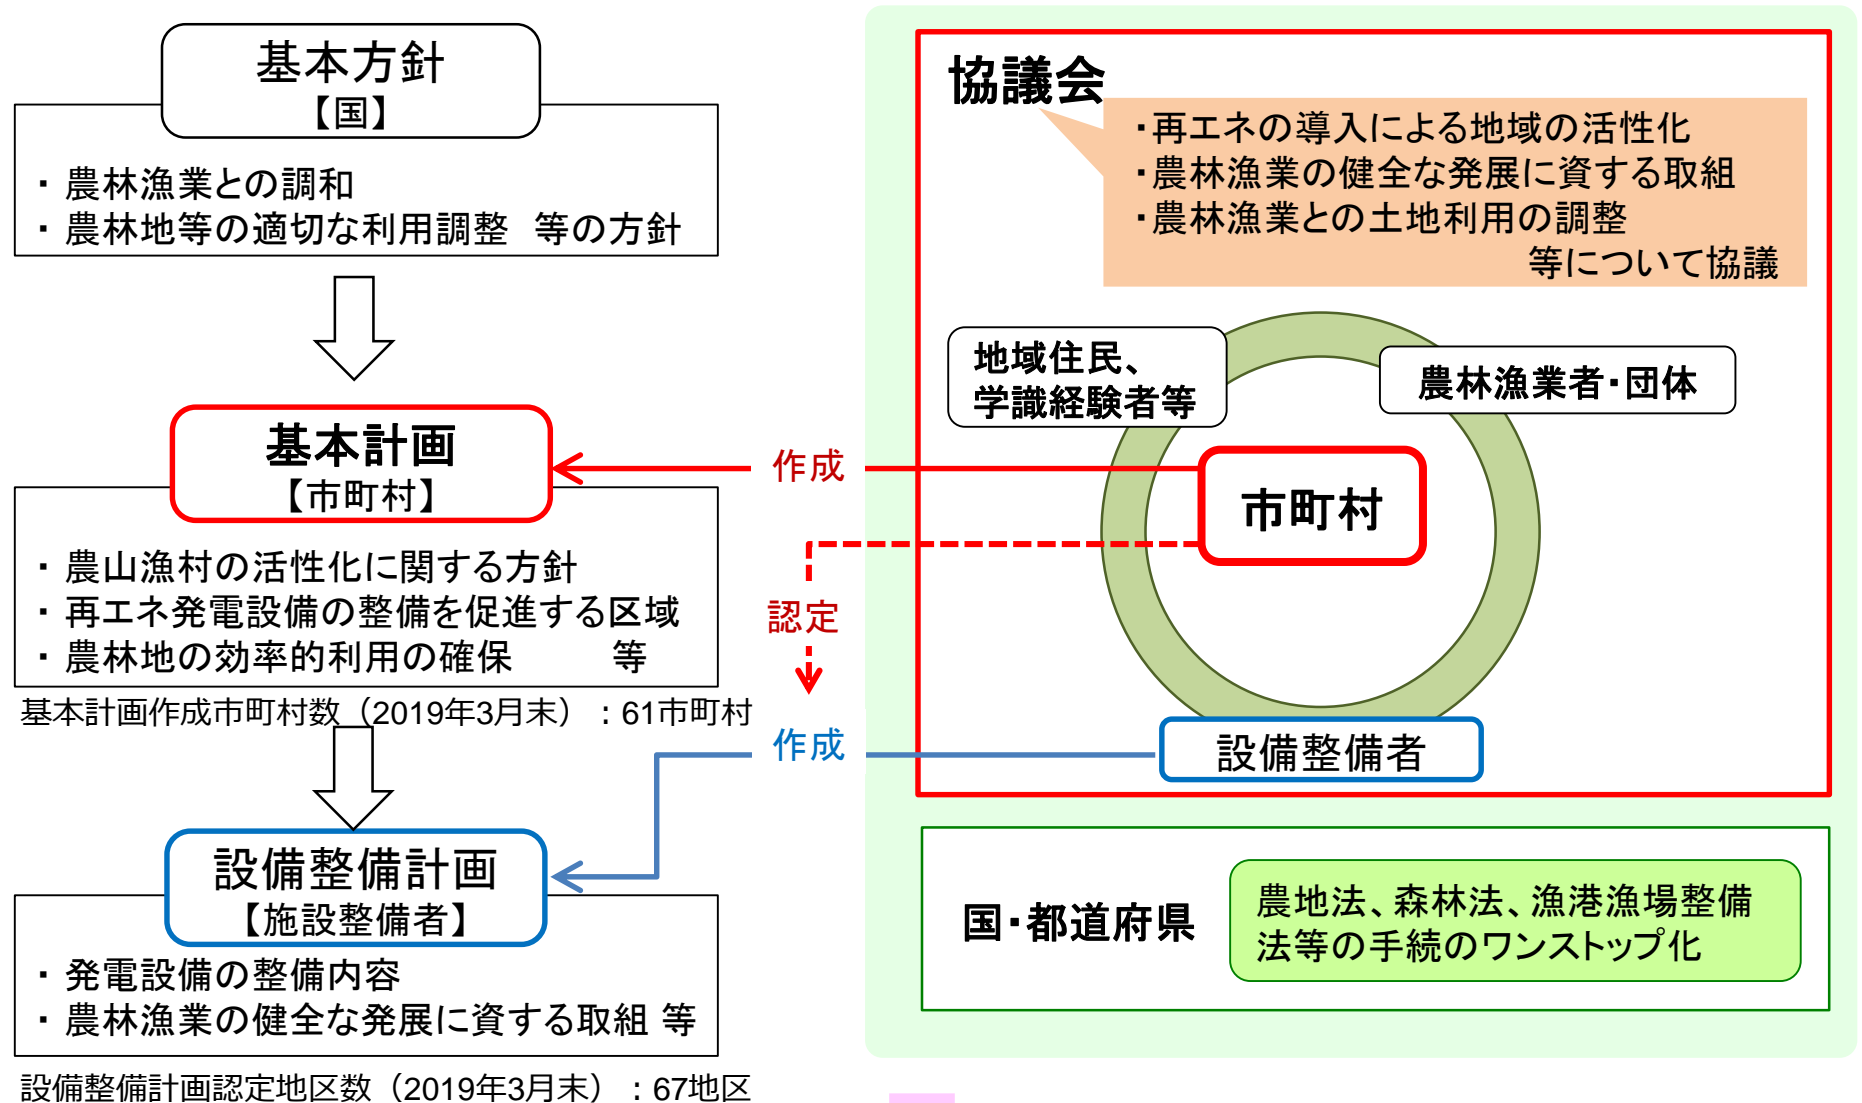 基本方針
【国】
・ 農林漁業との調和
・ 農林地等の適切な利用調整　等の方針
基本計画
【市町村】
・ 農山漁村の活性化に関する方針
・ 再エネ発電設備の整備を促進する区域
・ 農林地の効率的利用の確保　　等
基本計画作成市町村数（2019年3月末）：61市町村
設備整備計画
【施設整備者】
・ 発電設備の整備内容
・ 農林漁業の健全な発展に資する取組 等
設備整備計画認定地区数（2019年3月末）：67地区
作成
認定
作成
協議会
・再エネの導入による地域の活性化
・農林漁業の健全な発展に資する取組
・農林漁業との土地利用の調整
等について協議
地域住民、
学識経験者等
農林漁業者・団体
市町村
設備整備者
国・都道府県
農地法、森林法、漁港漁場整備
法等の手続のワンストップ化